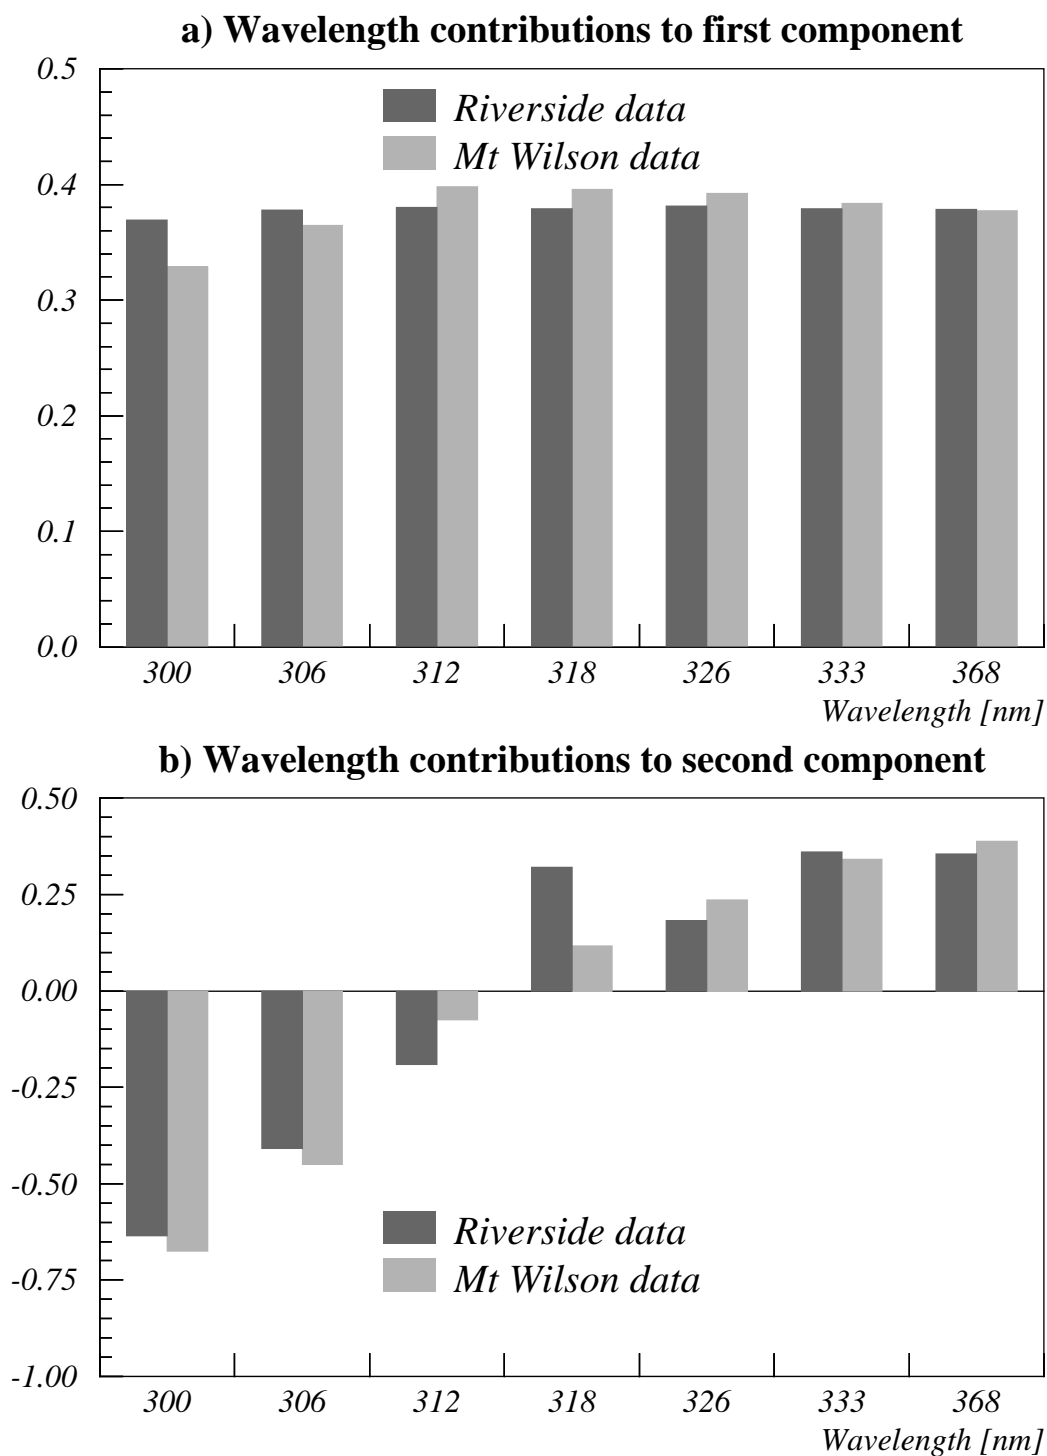 a) Wavelength contributions to first component
0.5
Riverside data
Mt Wilson data
0.4
0.3
0.2
0.1
0.0
300 306 312 318 326 333 368
Wavelength [nm]
b) Wavelength contributions to second component
0.50
0.25
0.00
-0.25
-0.50
Riverside data
-0.75
Mt Wilson data
-1.00
300 306 312 318 326 333 368
Wavelength [nm]